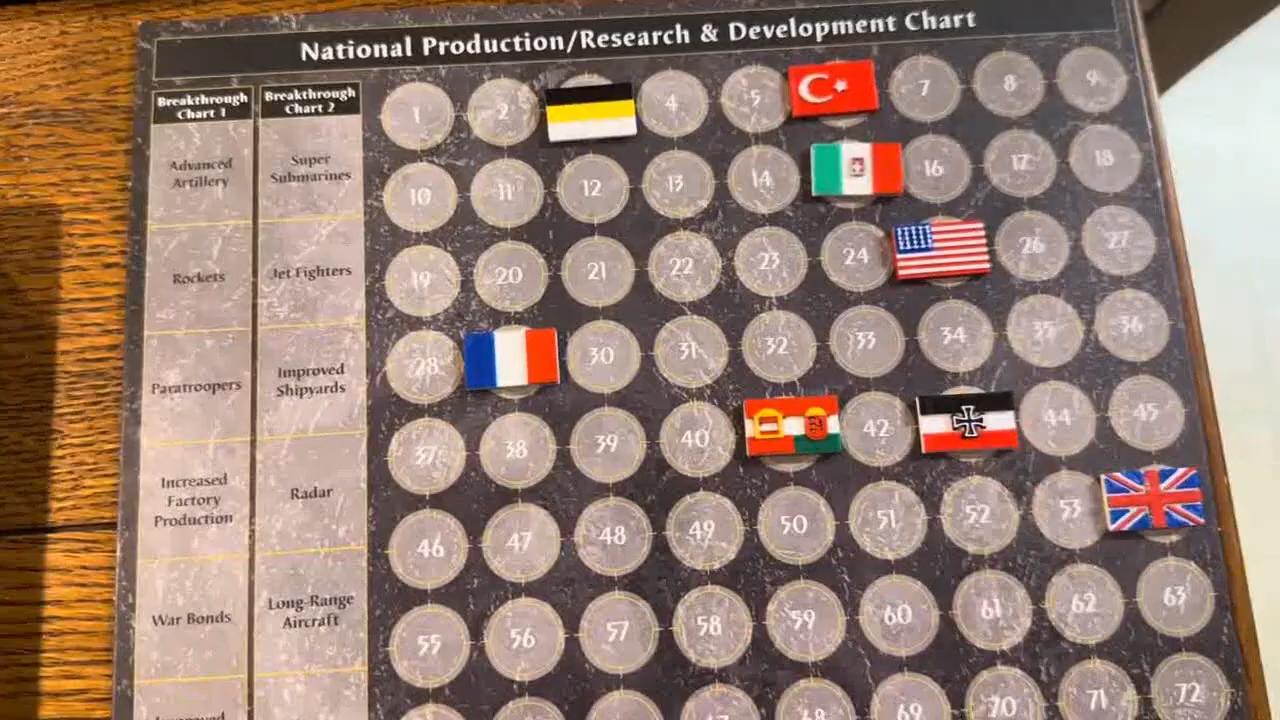 National Production/Research & Development Chart
Breakthrough
Chart 1
Breakthrough
Chart 2
1 2 4 5 7 8 9
Advanced
Artillery
Super
Submarines
10 11 12 13 14 16 17 18
Rockets
Jet Fighters
19 20 21 22 23 24 26 27
Paratroopers
Improved
Shipyards
28 30 31 32 33 34 35 36
37 38 39 40 42 44 45
Increased
Factory
Production
Radar
46 47 48 49 50 51 52 53
War Bonds
Long-Range
Aircraft
55 56 57 58 59 60 61 62 63
68 69 70 71 72